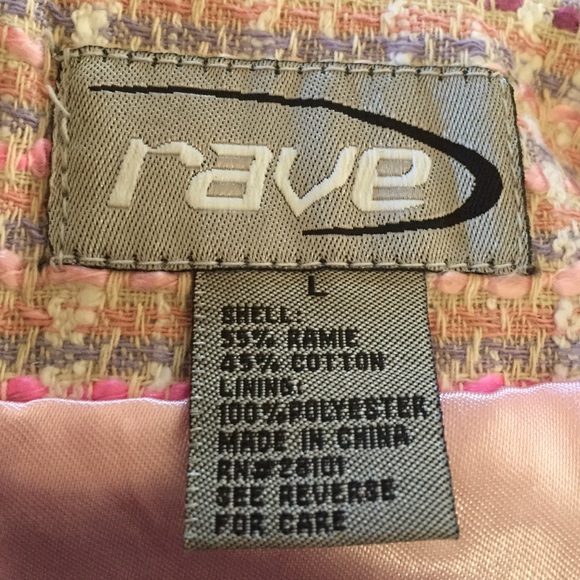 rave
L
SHELL:
55% RAMIE
45% COTTON
LINING:
100% POLYESTER
MADE IN CHINA
RN# 28101
SEE REVERSE
FOR CARE